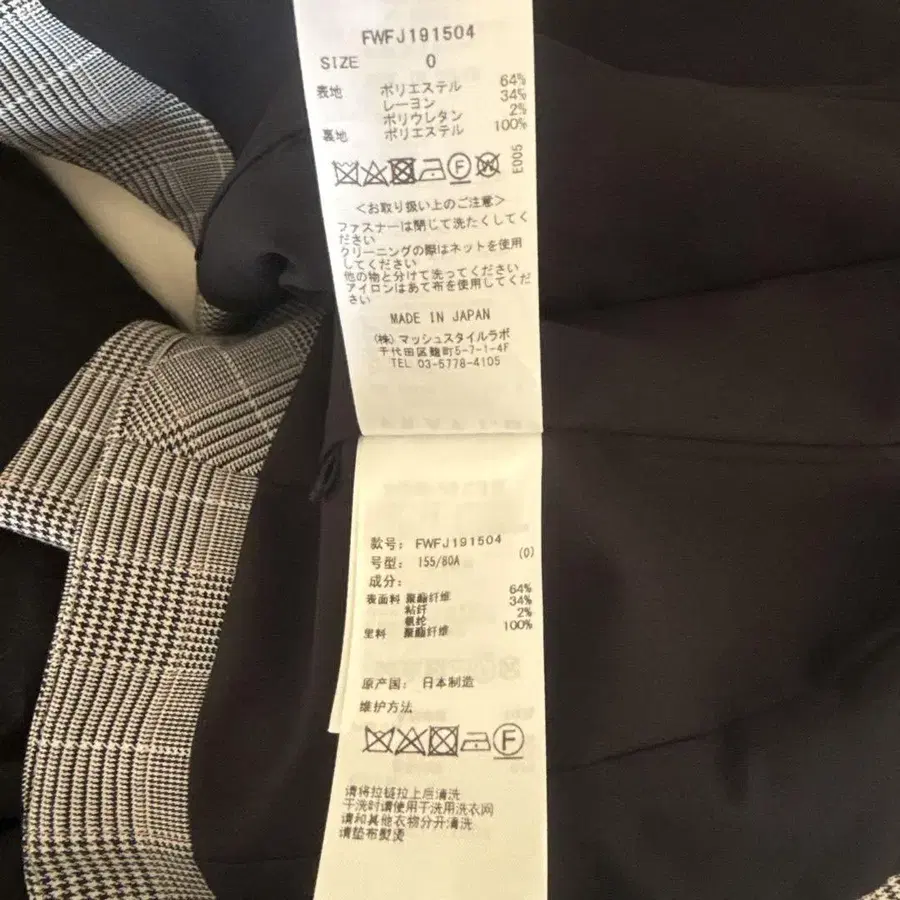 FWFJ191504
SIZE 0
表地 ポリエステル 64%
レーヨン 34%
ポリウレタン 2%
裏地 ポリエステル 100%
E005
<お取り扱い上のご注意>
ファスナーは閉じて洗たくしてく
ださい
クリーニングの際はネットを使用
してください
他の物と分けて洗ってください
アイロンはあて布を使用してくだ
さい
MADE IN JAPAN
(株)マッシュスタイルラボ
千代田区麹町5-7-1-4F
TEL 03-5778-4105
款号: FWFJ191504
号型: 155/80A (0)
成分:
表面料 聚酯纤维 64%
粘纤 34%
氨纶 2%
里料 聚酯纤维 100%
原产国: 日本制造
维护方法
F
请将拉链拉上后清洗
干洗时请使用干洗用洗衣网
请和其他衣物分开清洗
请垫布熨烫